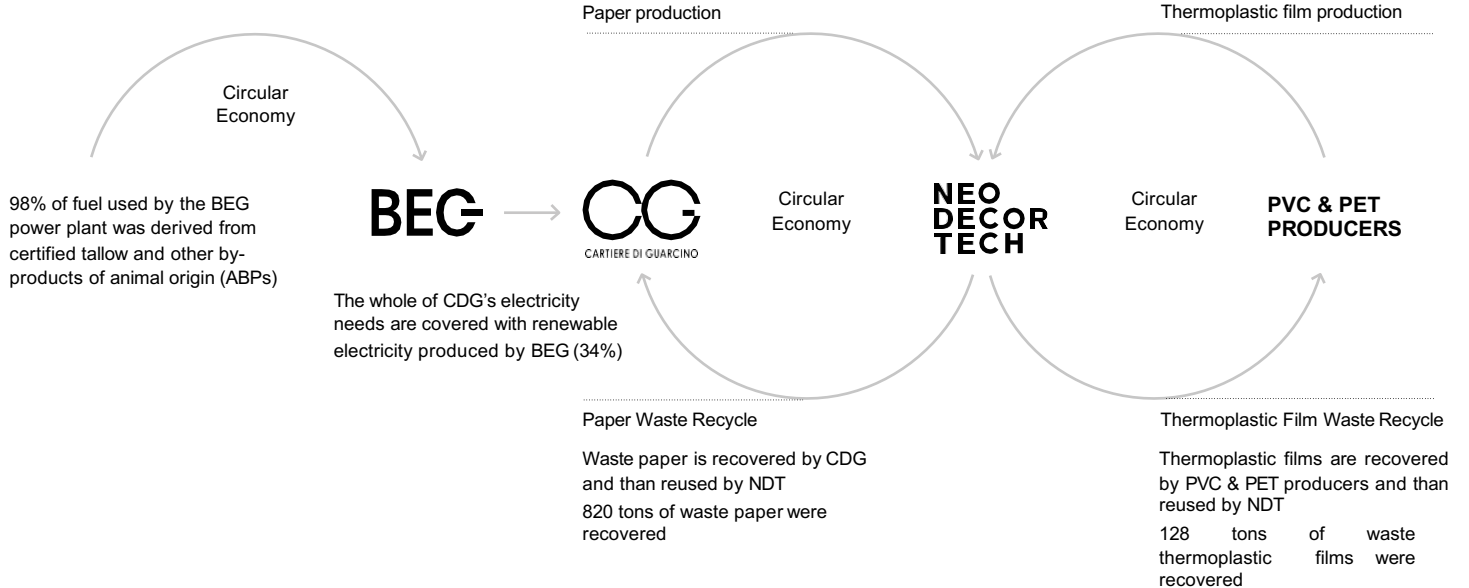 Paper production
Thermoplastic film production
Circular
Economy
98% of fuel used by the BEG
power plant was derived from
certified tallow and other by-
products of animal origin (ABPs)
BEG
CG
CARTIERE DI GUARCINO
Circular
Economy
NEO
DECOR
TECH
Circular
Economy
PVC & PET
PRODUCERS
The whole of CDG's electricity
needs are covered with renewable
electricity produced by BEG (34%)
Paper Waste Recycle
Waste paper is recovered by CDG
and than reused by NDT
820 tons of waste paper were
recovered
Thermoplastic Film Waste Recycle
Thermoplastic films are recovered
by PVC & PET producers and than
reused by NDT
128 tons of waste
thermoplastic films were
recovered